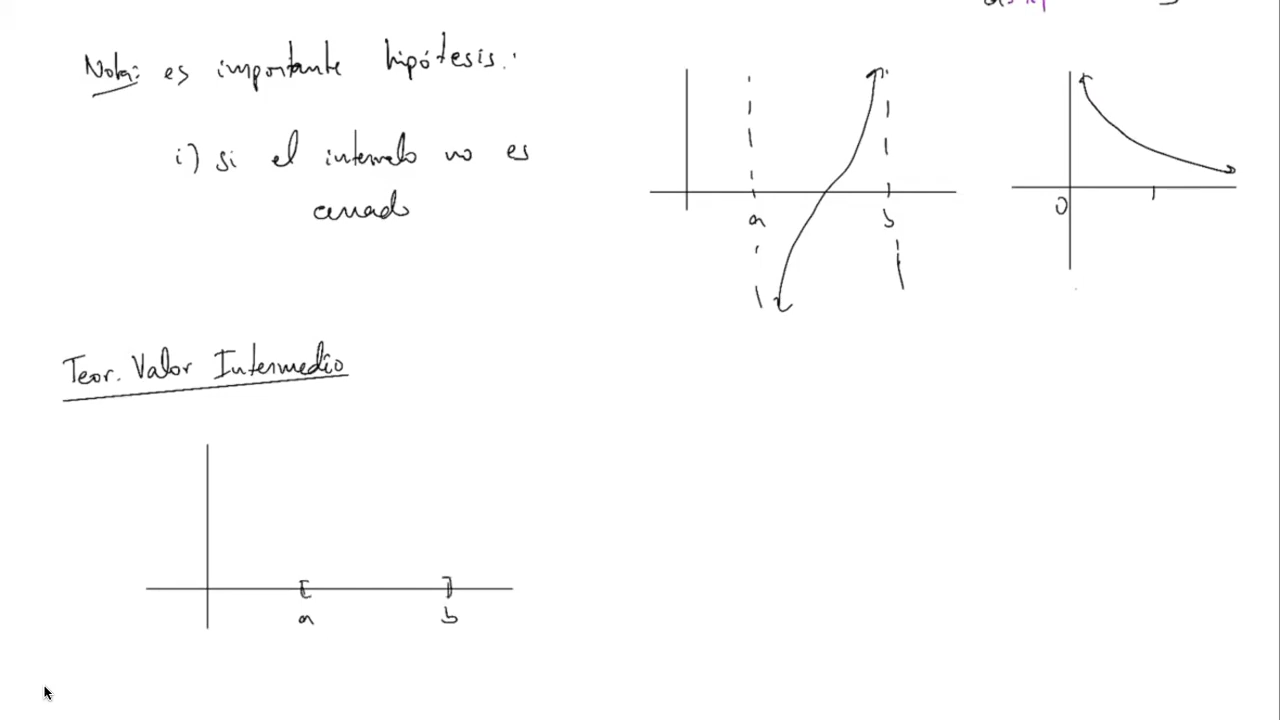 Nota: es importante hipótesis:
i) si el intervalo no es
cerrado
a
b
0
Teor. Valor Intermedio
[
]
a
b